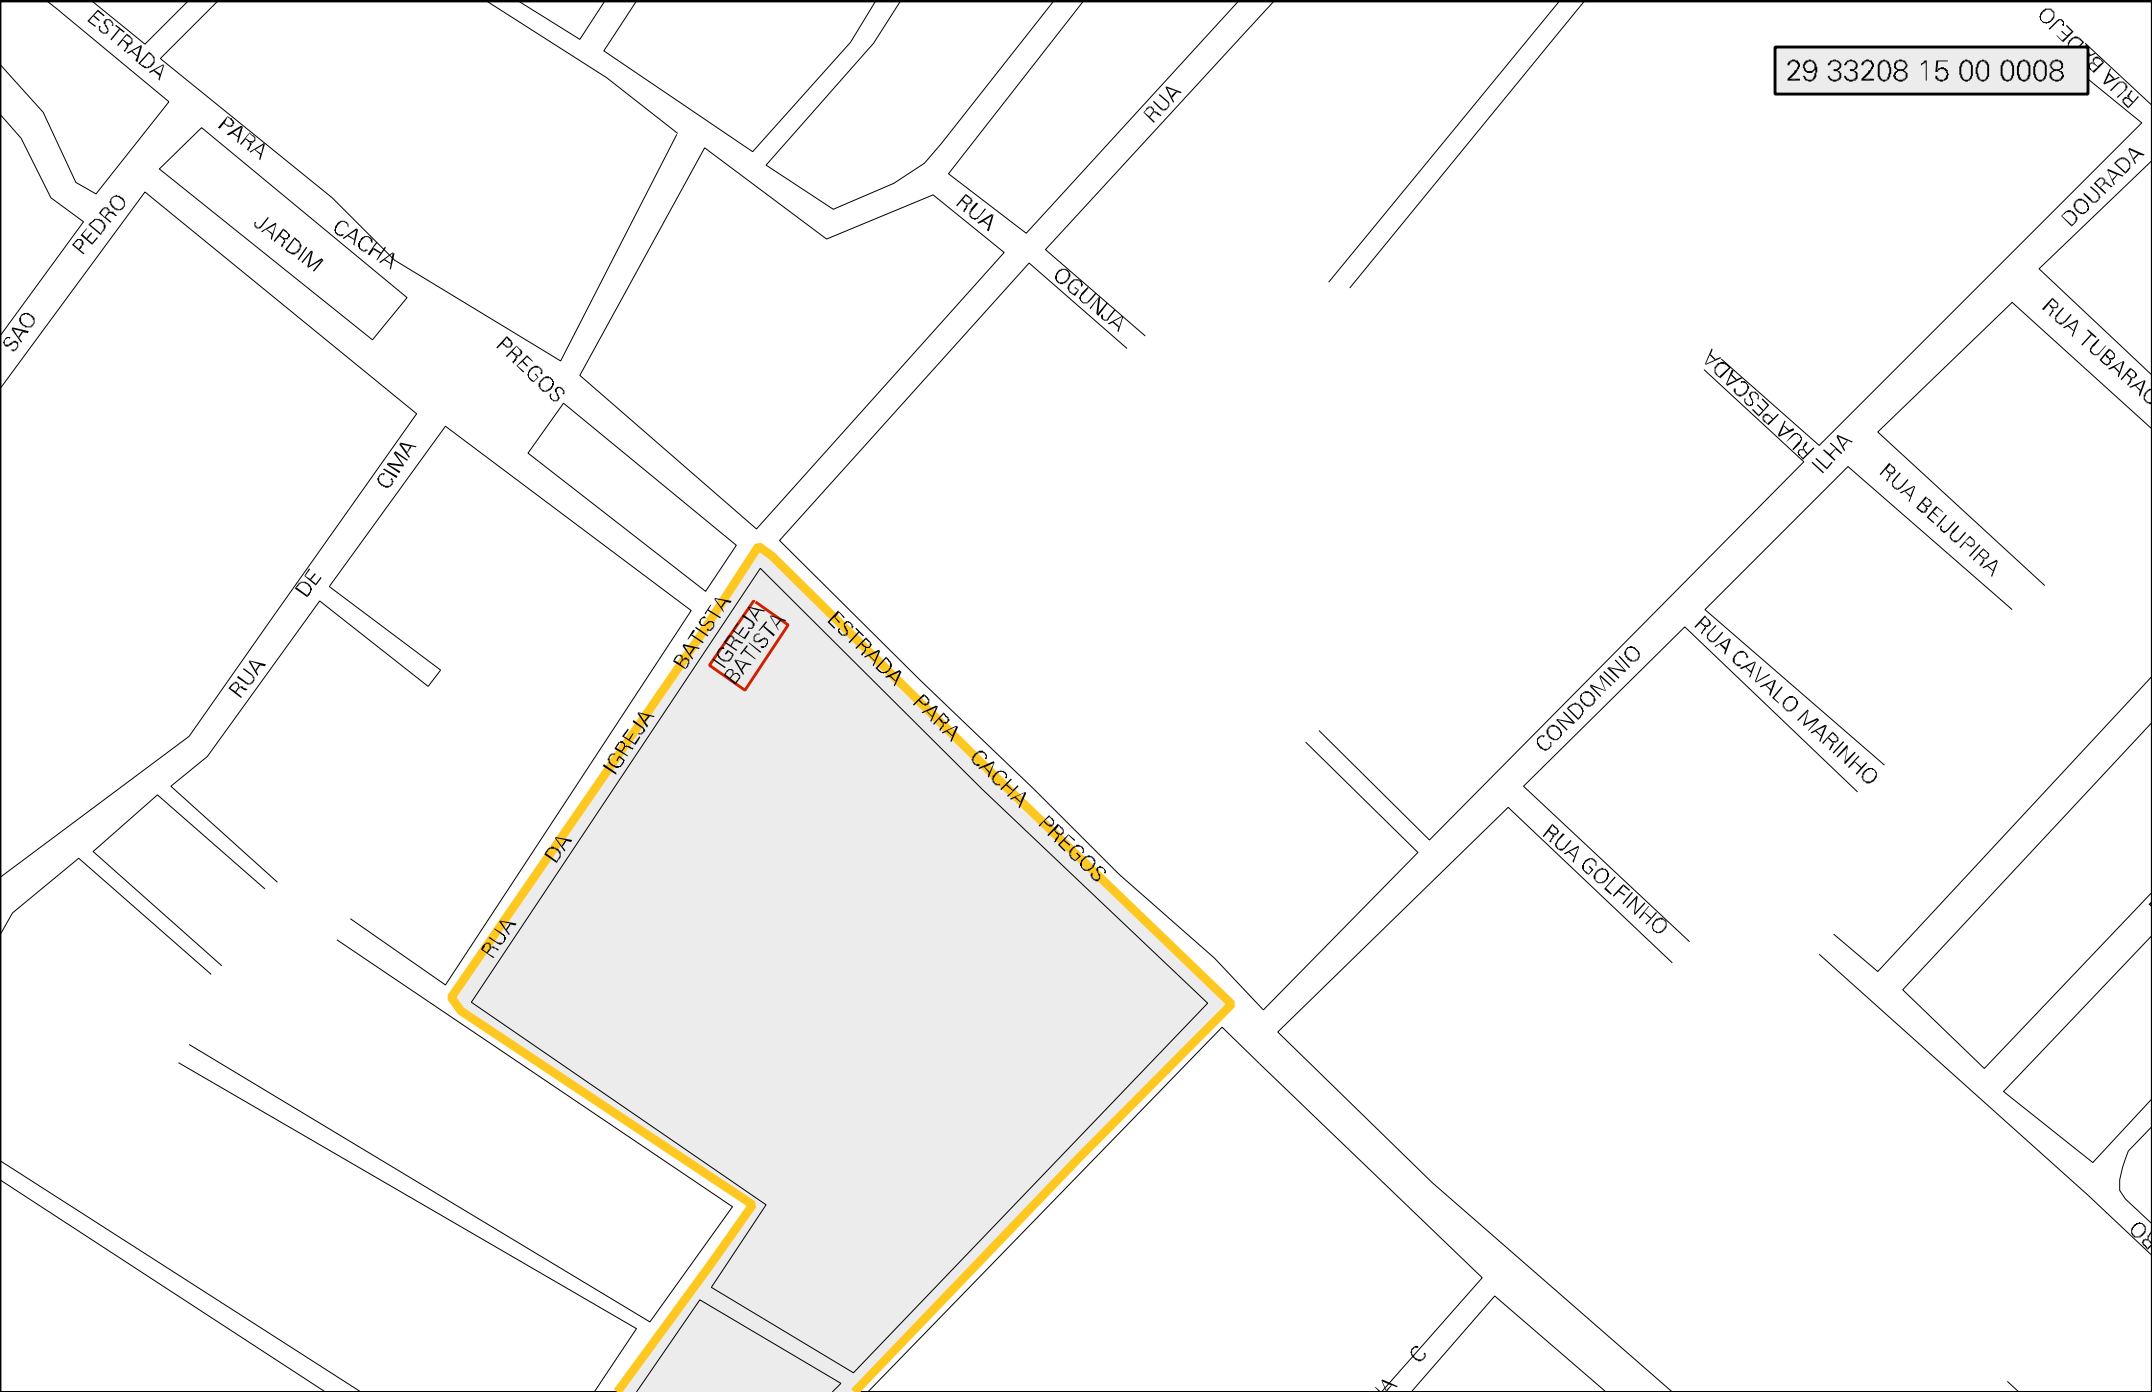 29 33208 15 00 0008
RUA BADEJO
ESTRADA PARA CACHA PREGOS
JARDIM
SAO PEDRO
RUA DE CIMA
RUA
RUA OGUNJA
DOURADA
RUA TUBARAO
RUA PESCADA
ILHA
RUA BEIJUPIRA
RUA CAVALO MARINHO
CONDOMINIO
RUA GOLFINHO
IGREJA
BATISTA
RUA DA IGREJA BATISTA
ESTRADA PARA CACHA PREGOS
C